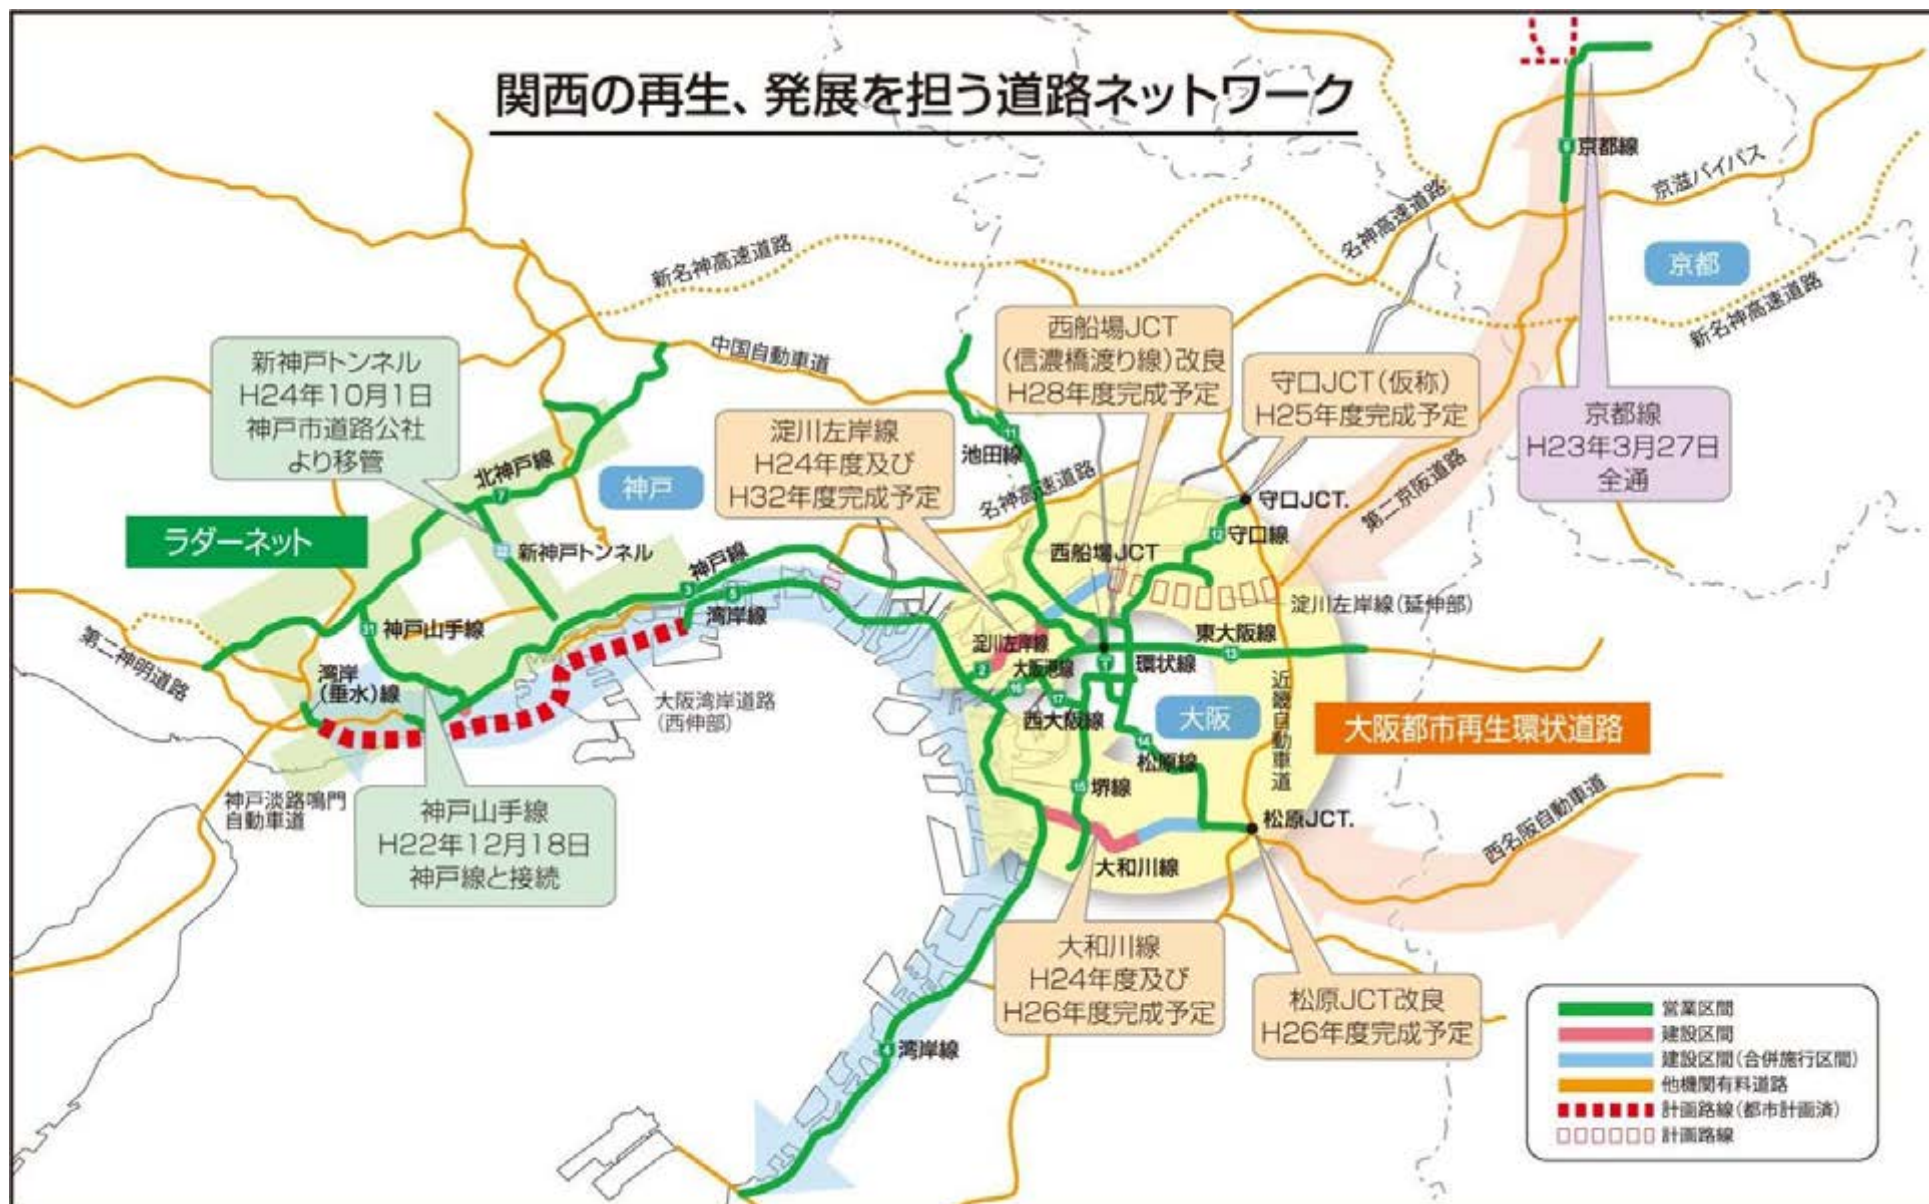 関西の再生、発展を担う道路ネットワーク
8
京都線
京滋バイパス
名神高速道路
京都
新名神高速道路
新名神高速道路
中国自動車道
新神戸トンネル
H24年10月1日
神戸市道路公社
より移管
西船場JCT
(信濃橋渡り線)改良
H28年度完成予定
守口JCT(仮称)
H25年度完成予定
京都線
H23年3月27日
全通
淀川左岸線
H24年度及び
H32年度完成予定
11
池田線
名神高速道路
第二京阪道路
北神戸線
7
神戸
ラダーネット
32
新神戸トンネル
守口JCT.
12
守口線
西船場JCT
神戸線
3
5
湾岸線
淀川左岸線(延伸部)
31
神戸山手線
第二神明道路
湾岸
(垂水)線
淀川左岸線
2
大阪港線
16
17
西大阪線
1
環状線
東大阪線
13
近畿自動車道
大阪
大阪都市再生環状道路
大阪湾岸道路
(西伸部)
14
松原線
15
堺線
神戸淡路鳴門
自動車道
神戸山手線
H22年12月18日
神戸線と接続
松原JCT.
西名阪自動車道
大和川線
大和川線
H24年度及び
H26年度完成予定
松原JCT改良
H26年度完成予定
4
湾岸線
営業区間
建設区間
建設区間(合併施行区間)
他機関有料道路
計画路線(都市計画済)
計画路線